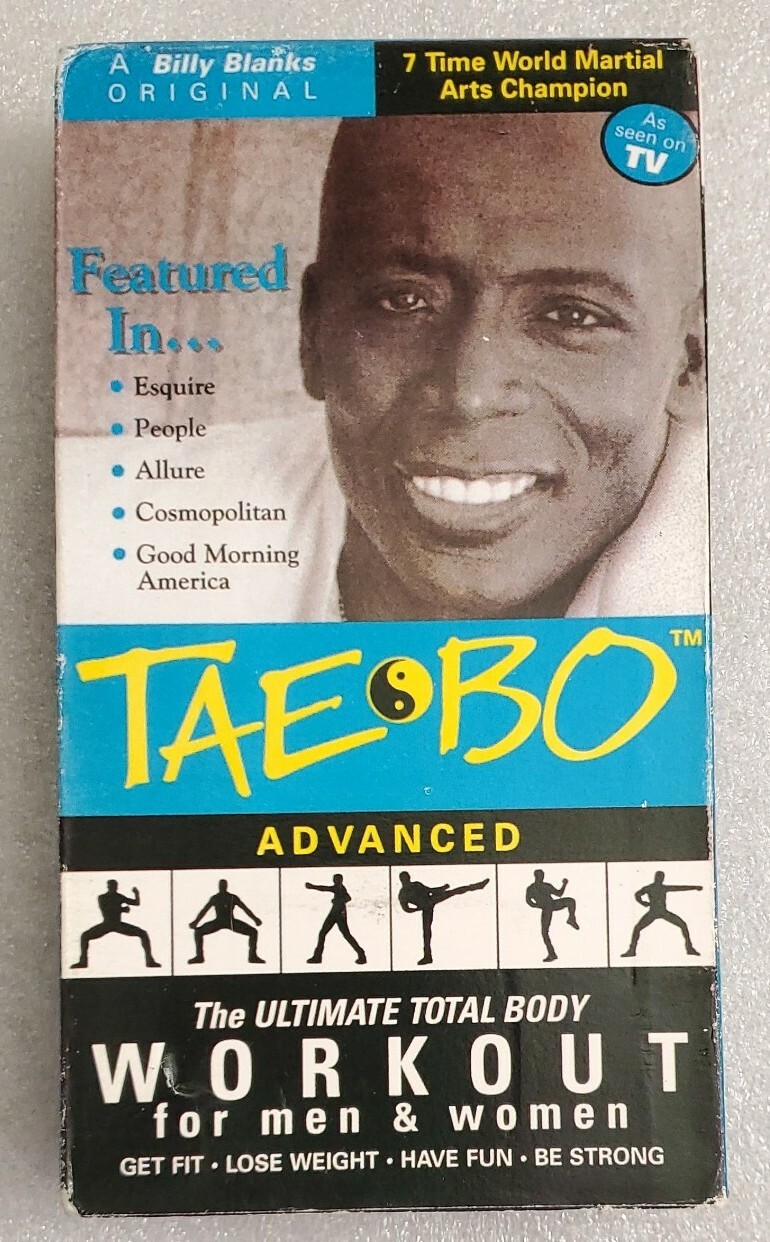 A Billy Blanks
ORIGINAL
7 Time World Martial
Arts Champion
As
seen on
TV
Featured
In...
• Esquire
• People
• Allure
• Cosmopolitan
• Good Morning
America
TAE BO™
ADVANCED
The ULTIMATE TOTAL BODY
WORKOUT
for men & women
GET FIT • LOSE WEIGHT • HAVE FUN • BE STRONG